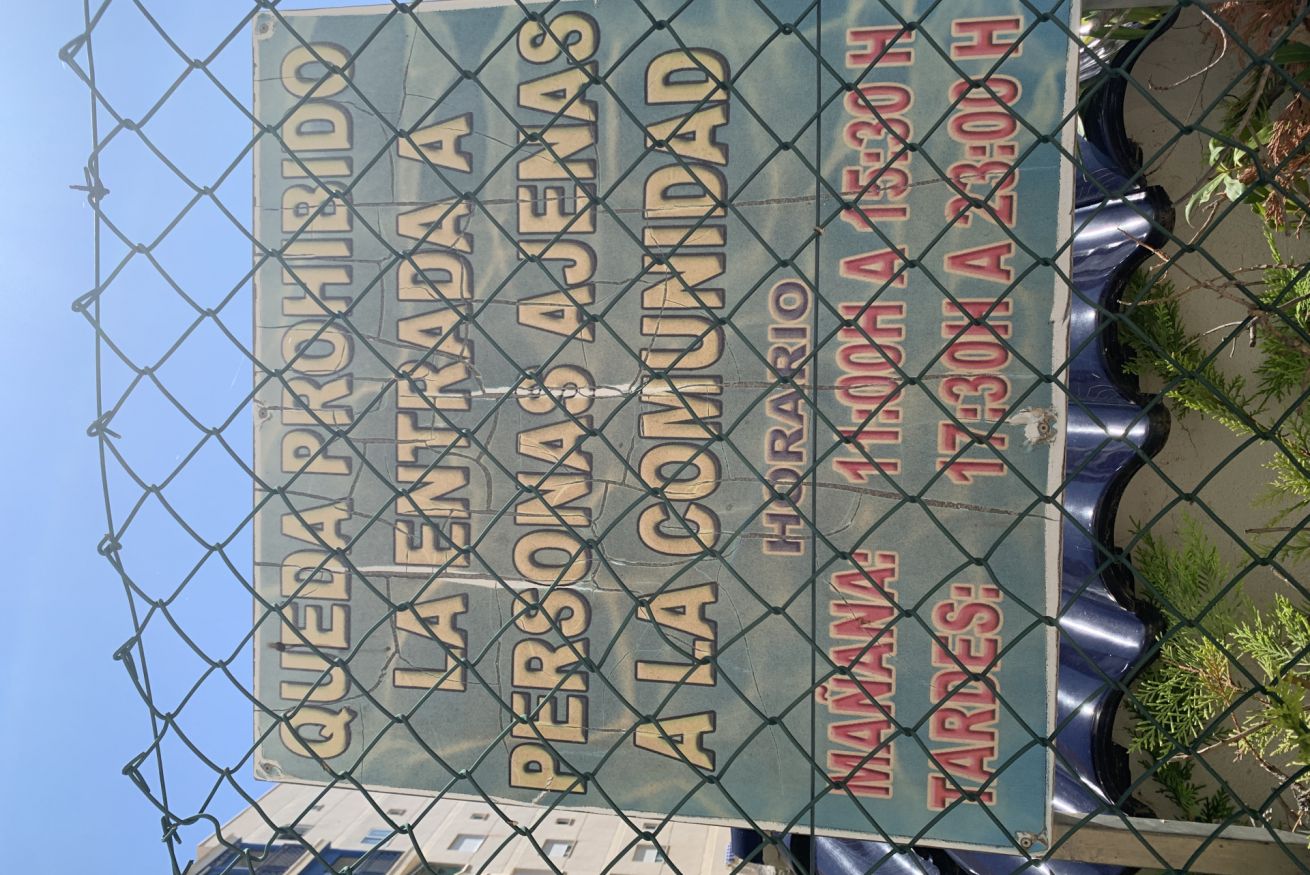 QUEDA PROHIBIDO
LA ENTRADA A
PERSONAS AJENAS
A LA COMUNIDAD
HORARIO
MAÑANA: 11:00H A 15:30 H
TARDES: 17:30H A 23:00 H